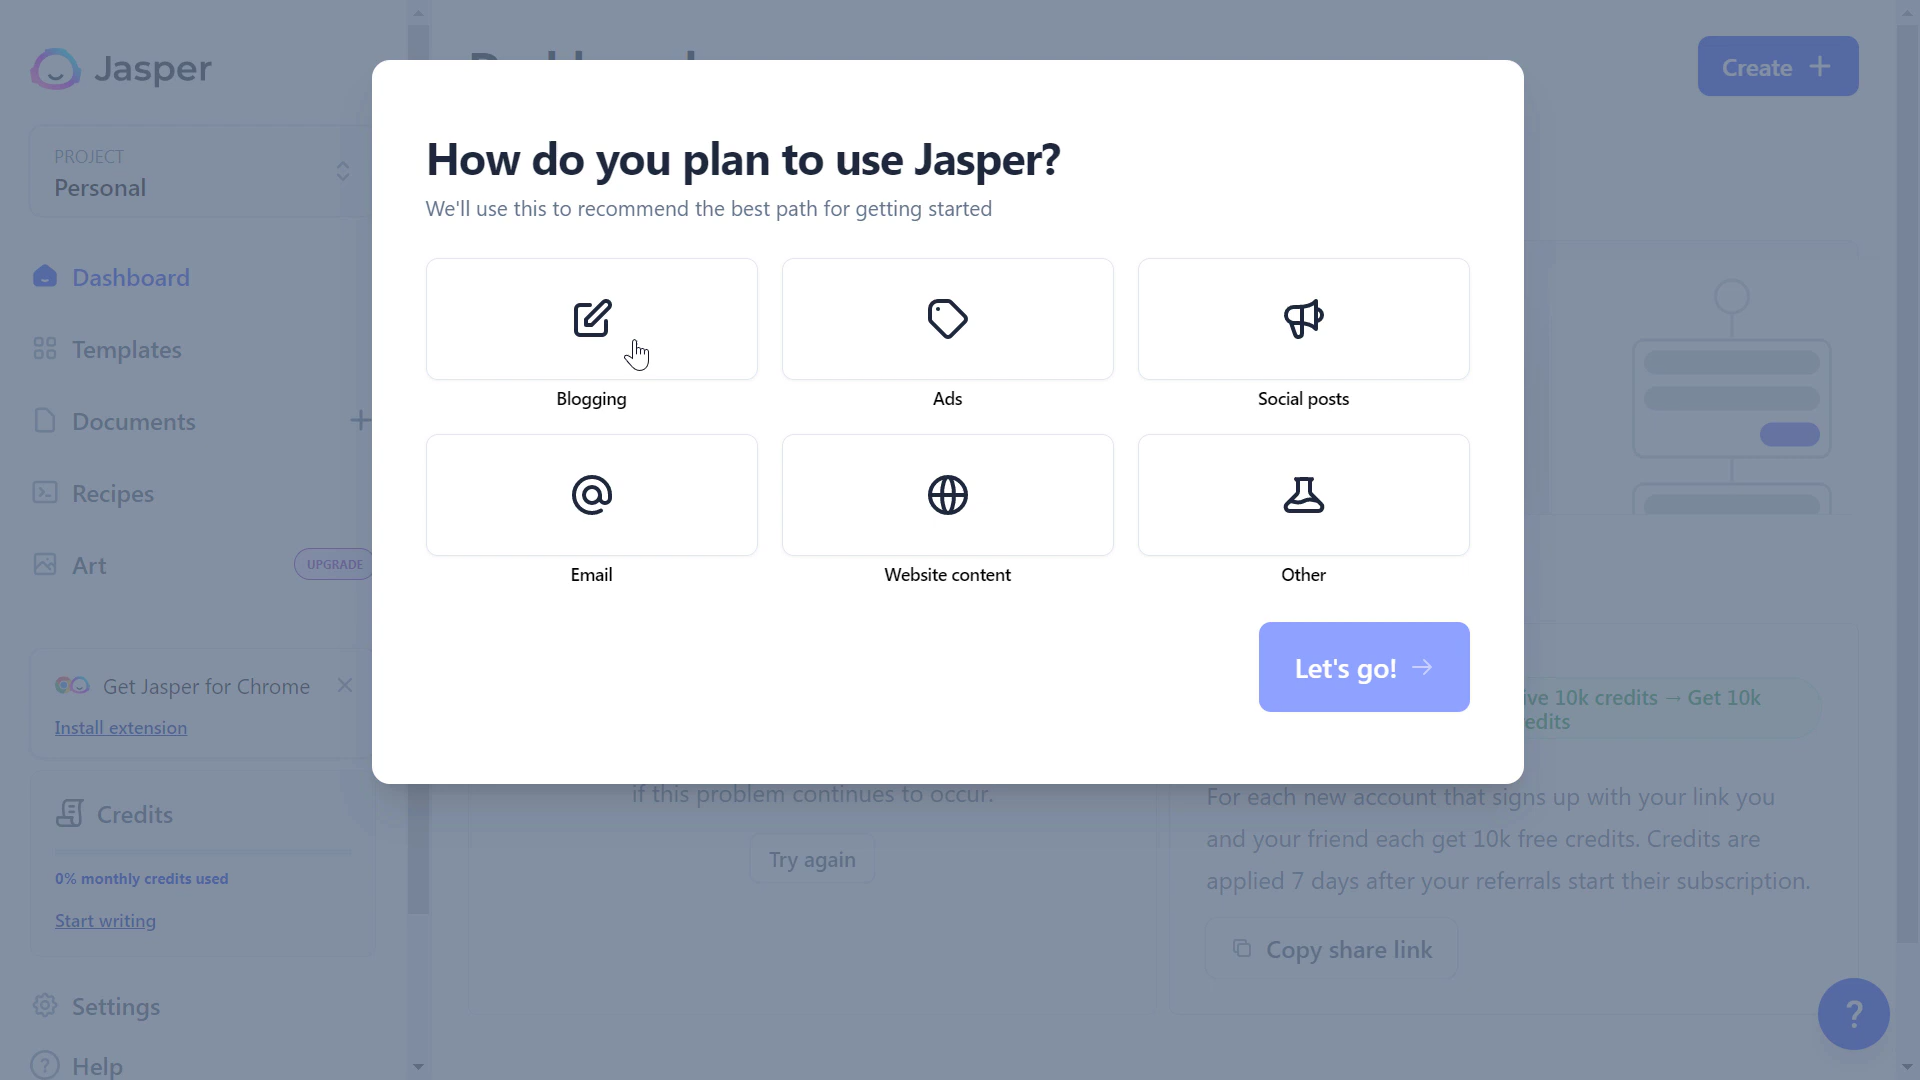 Jasper
Create
PROJECT
Personal
Dashboard
Templates
Documents
Recipes
Art
UPGRADE
Get Jasper for Chrome
Install extension
Credits
0% monthly credits used
Start writing
Settings
Help
How do you plan to use Jasper?
We'll use this to recommend the best path for getting started
Blogging
Ads
Social posts
Email
Website content
Other
Let's go!
10k credits → Get 10k
if this problem continues to occur.
Try again
For each new account that signs up with your link you
and your friend each get 10k free credits. Credits are
applied 7 days after your referrals start their subscription.
Copy share link
?